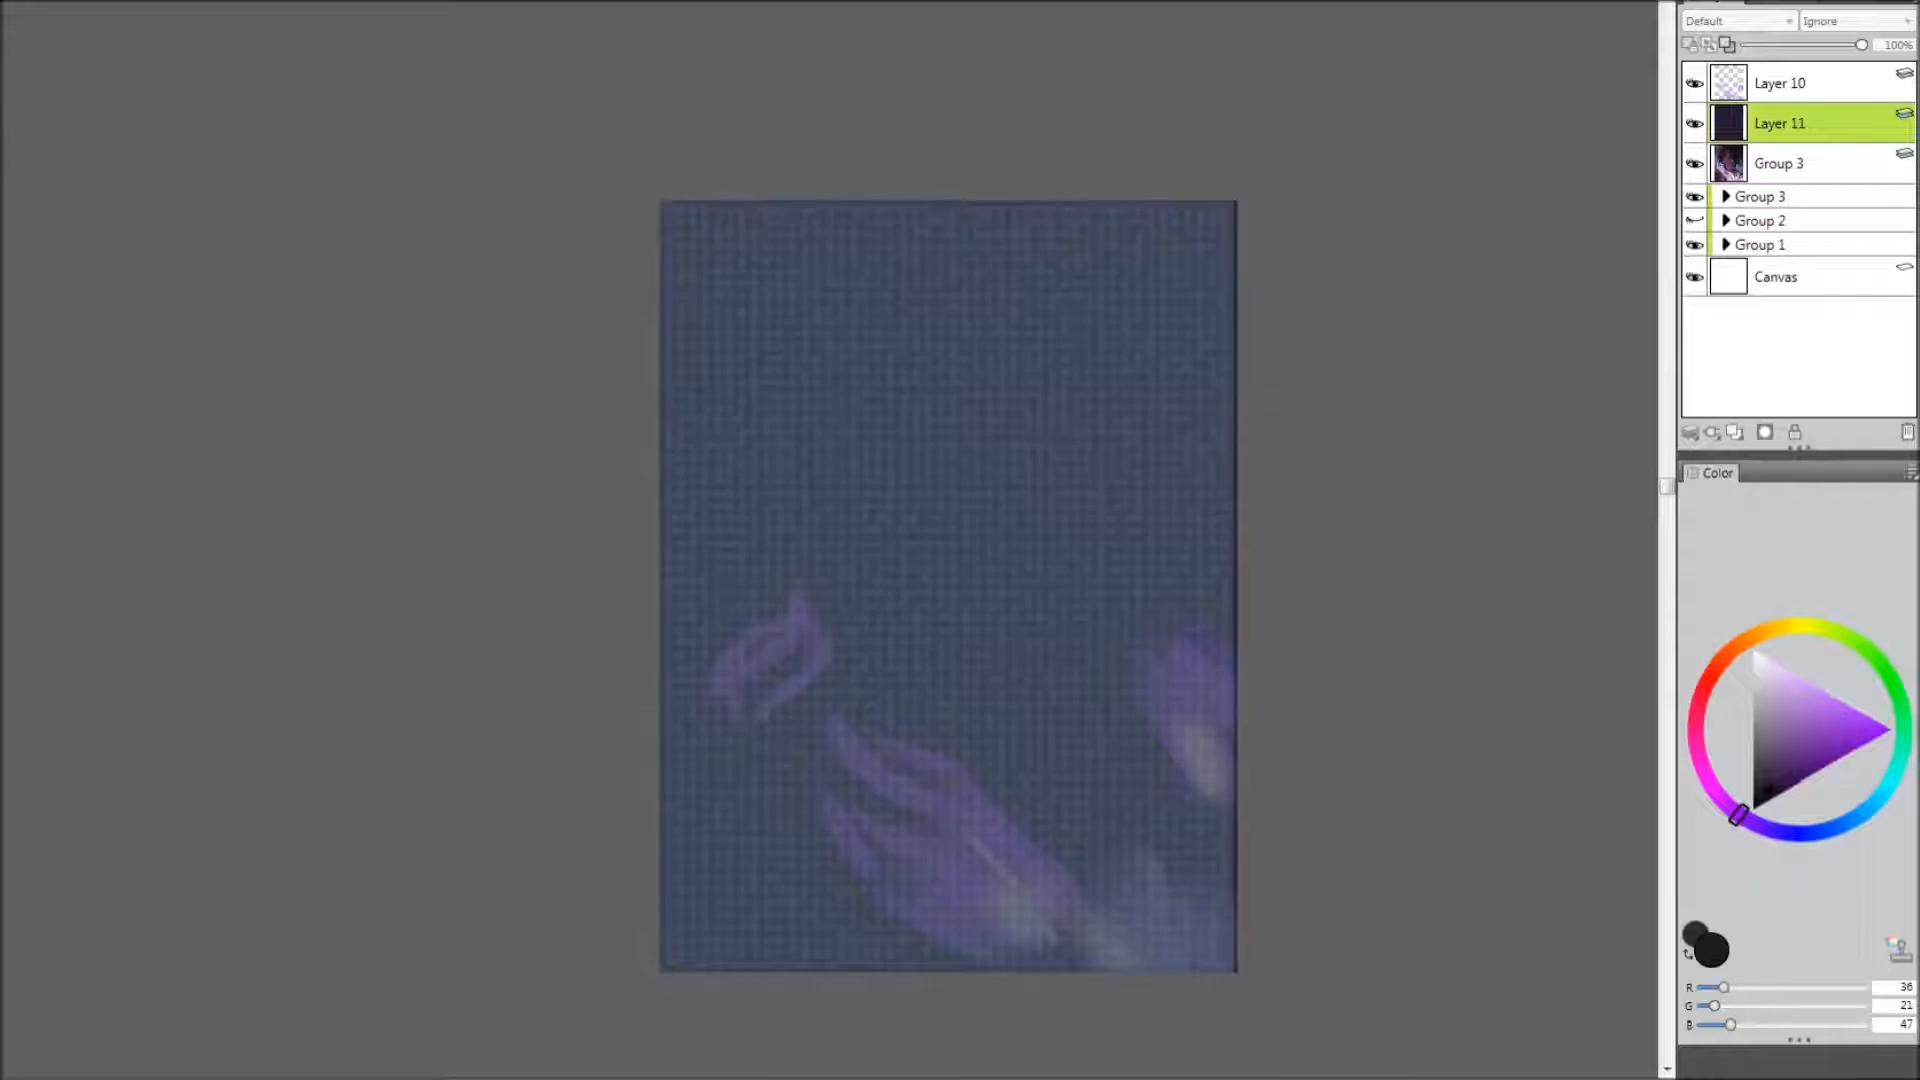 Default Ignore
100%
Layer 10
Layer 11
Group 3
Group 3
Group 2
Group 1
Canvas
Color
R 36
G 21
B 47